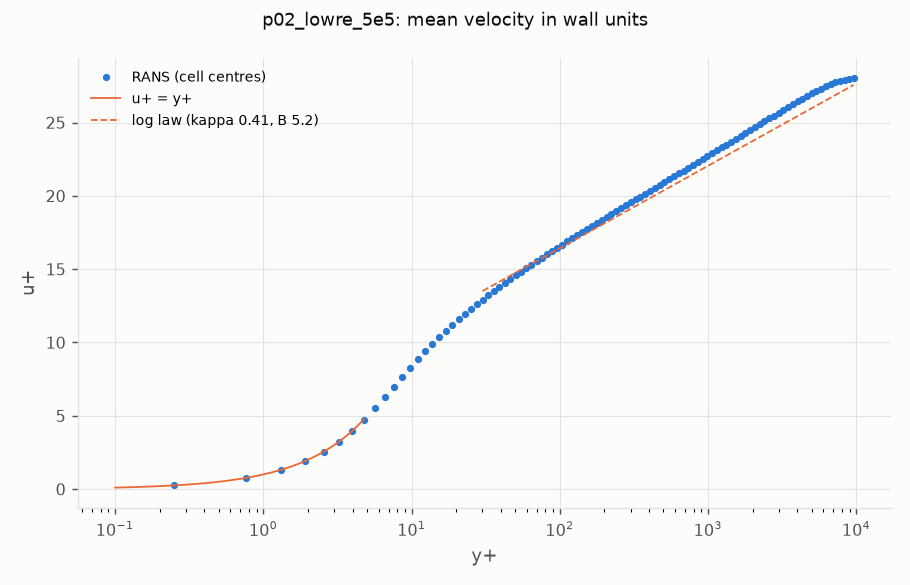 p02_lowre_5e5: mean velocity in wall units
RANS (cell centres)
u+ = y+
log law (kappa 0.41, B 5.2)
u+
25
20
15
10
5
0
10⁻¹
10⁰
10¹
10²
10³
10⁴
y+